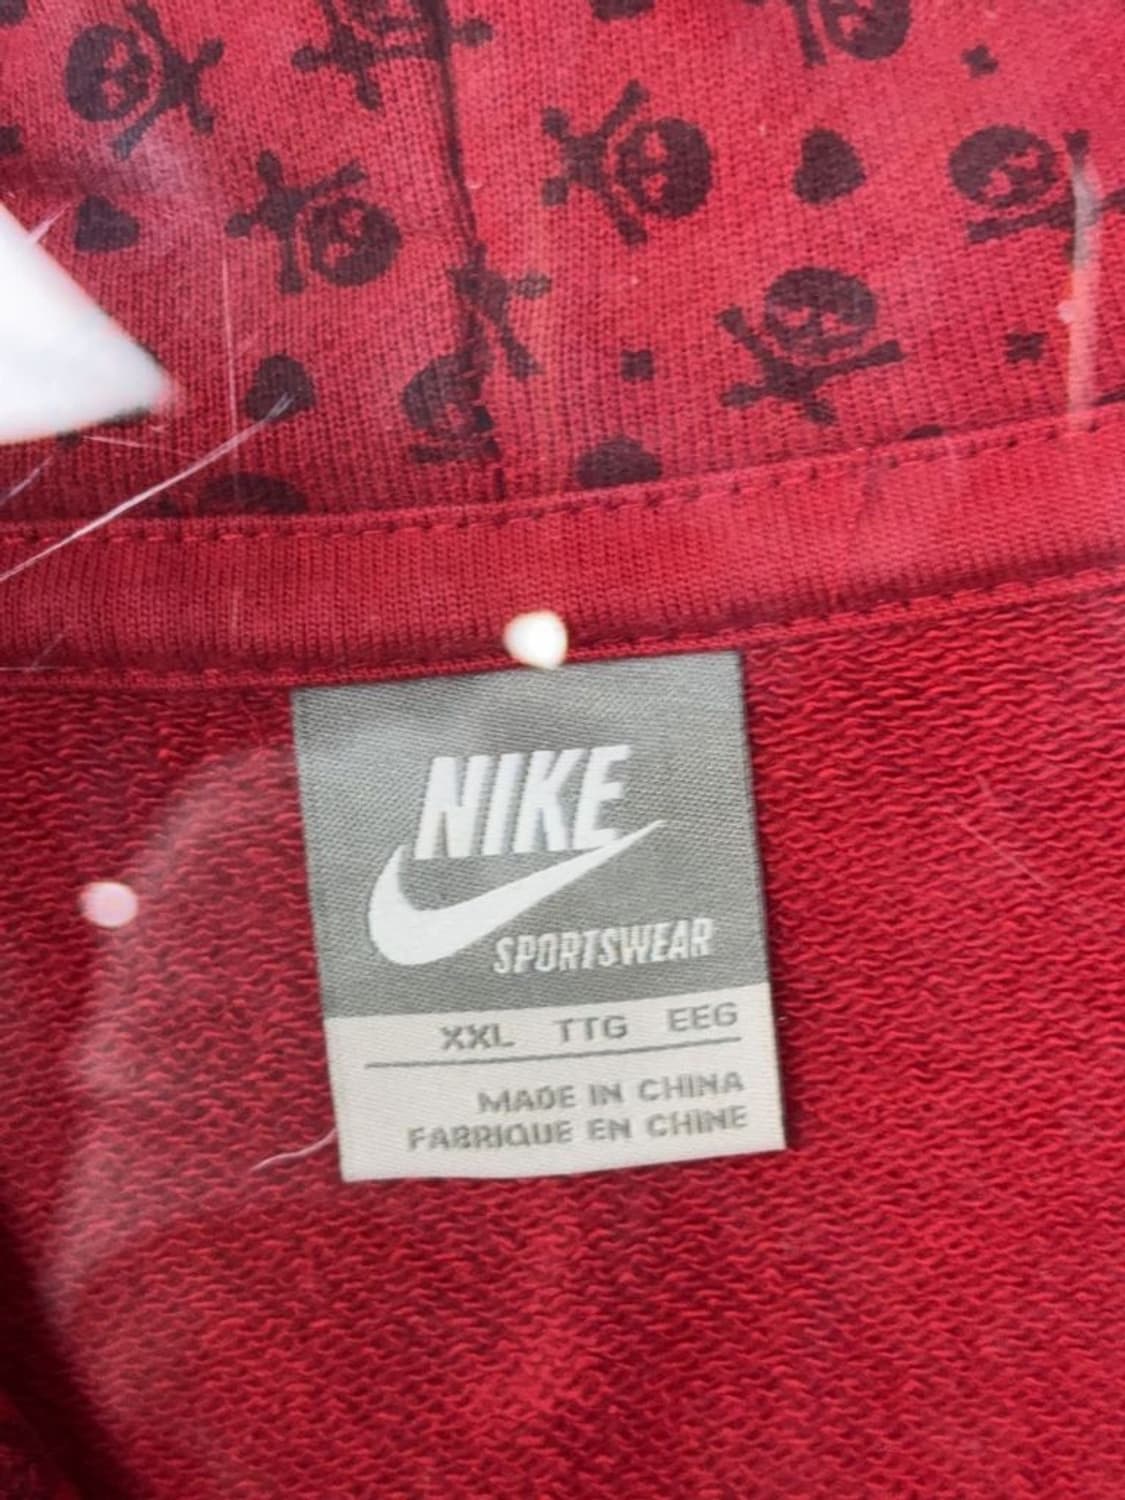 NIKE
SPORTSWEAR
XXL TTG EEG
MADE IN CHINA
FABRIQUE EN CHINE